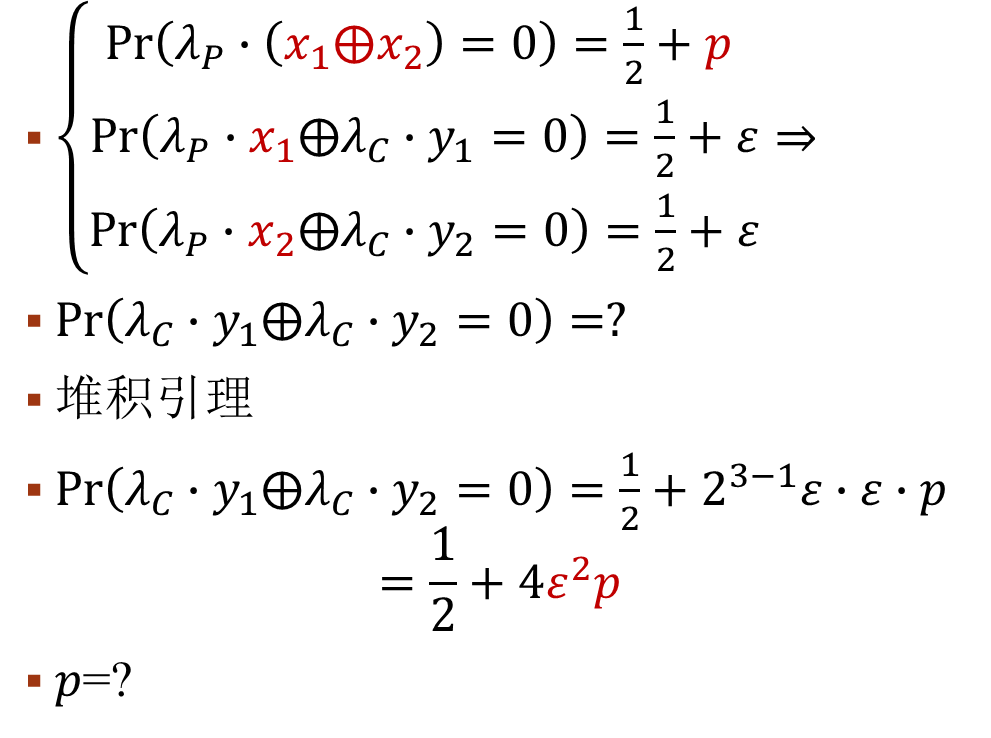 Pr(λ_P · (x_1⊕x_2) = 0) = 1/2 + p
▪ Pr(λ_P · x_1⊕λ_C · y_1 = 0) = 1/2 + ε ⇒
Pr(λ_P · x_2⊕λ_C · y_2 = 0) = 1/2 + ε
▪ Pr(λ_C · y_1⊕λ_C · y_2 = 0) =?
▪ 堆积引理
▪ Pr(λ_C · y_1⊕λ_C · y_2 = 0) = 1/2 + 2^{3−1}ε · ε · p
= 1/2 + 4ε^2p
▪ p=?